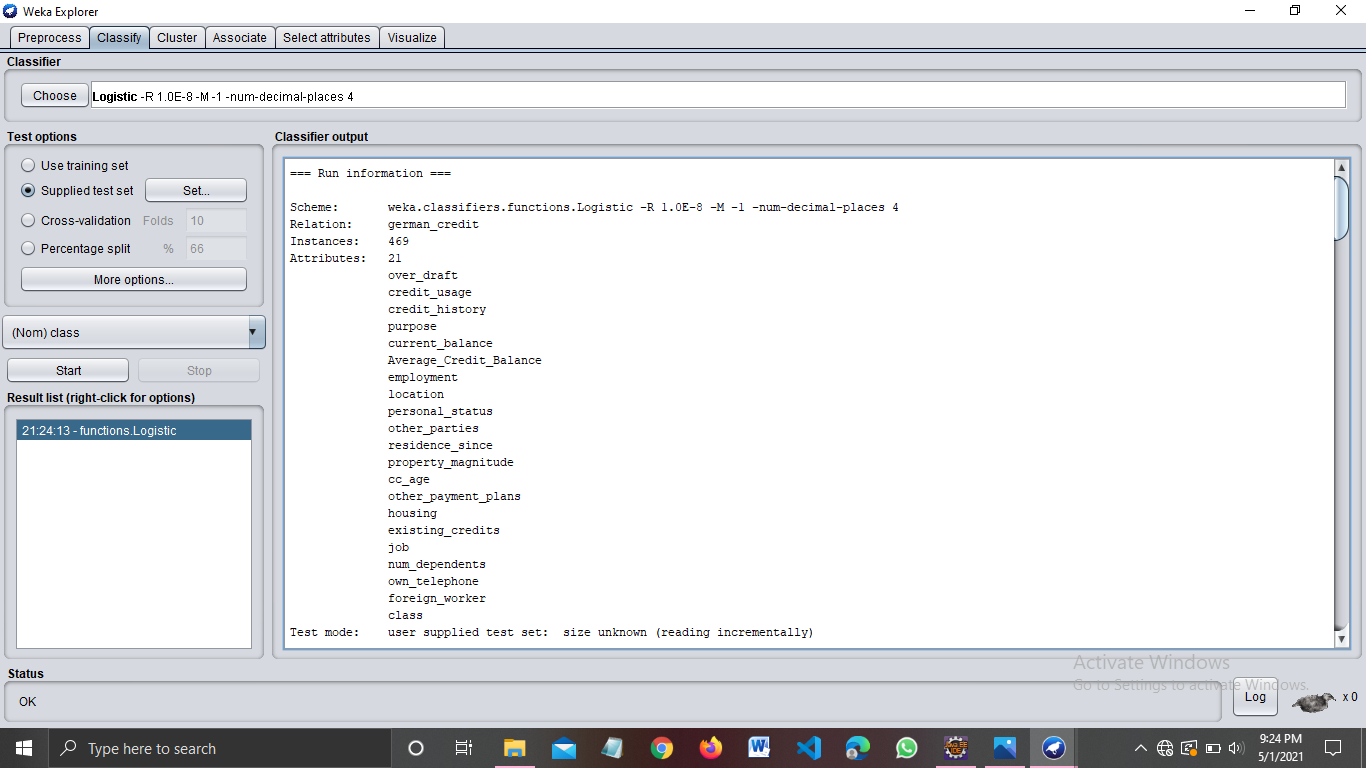 Weka Explorer
Preprocess Classify Cluster Associate Select attributes Visualize
Classifier
Choose Logistic -R 1.0E-8 -M -1 -num-decimal-places 4
Test options
Use training set
Supplied test set Set...
Cross-validation Folds 10
Percentage split % 66
More options...
(Nom) class
Start Stop
Result list (right-click for options)
21:24:13 - functions.Logistic
Classifier output
=== Run information ===
Scheme: weka.classifiers.functions.Logistic -R 1.0E-8 -M -1 -num-decimal-places 4
Relation: german_credit
Instances: 469
Attributes: 21
over_draft
credit_usage
credit_history
purpose
current_balance
Average_Credit_Balance
employment
location
personal_status
other_parties
residence_since
property_magnitude
cc_age
other_payment_plans
housing
existing_credits
job
num_dependents
own_telephone
foreign_worker
class
Test mode: user supplied test set: size unknown (reading incrementally)
Activate Windows
Go to Settings to activate Windows.
Status
OK
Log x 0
Type here to search
9:24 PM
5/1/2021